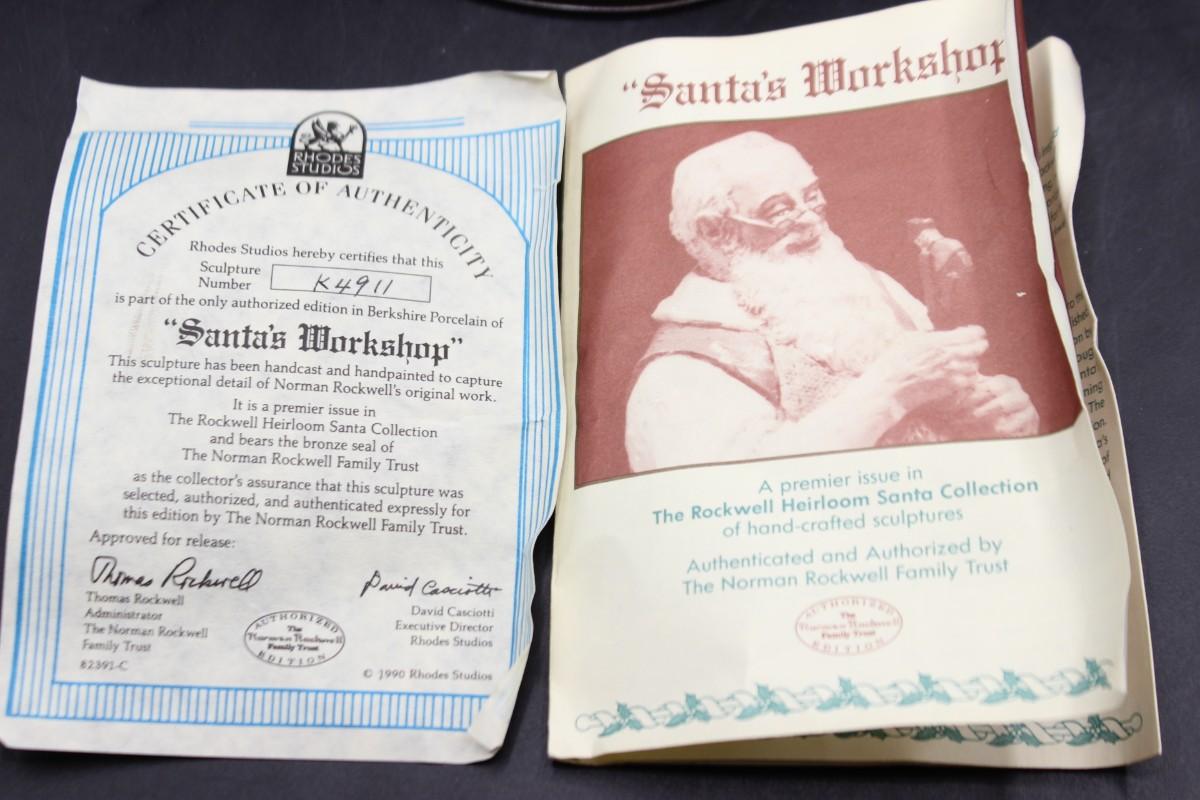 RHODES
STUDIOS
CERTIFICATE OF AUTHENTICITY
Rhodes Studios hereby certifies that this
Sculpture
Number
K4911
is part of the only authorized edition in Berkshire Porcelain of
"Santa's Workshop"
This sculpture has been handcast and handpainted to capture
the exceptional detail of Norman Rockwell's original work.
It is a premier issue in
The Rockwell Heirloom Santa Collection
and bears the bronze seal of
The Norman Rockwell Family Trust
as the collector's assurance that this sculpture was
selected, authorized, and authenticated expressly for
this edition by The Norman Rockwell Family Trust.
Approved for release:
Thomas Rockwell
Thomas Rockwell
Administrator
The Norman Rockwell
Family Trust
82391-C
AUTHORIZED
The
Norman Rockwell
Family Trust
EDITION
David Casciotti
David Casciotti
Executive Director
Rhodes Studios
© 1990 Rhodes Studios
"Santa's Workshop
A premier issue in
The Rockwell Heirloom Santa Collection
of hand-crafted sculptures
Authenticated and Authorized by
The Norman Rockwell Family Trust
AUTHORIZED
The
Norman Rockwell
Family Trust
EDITION